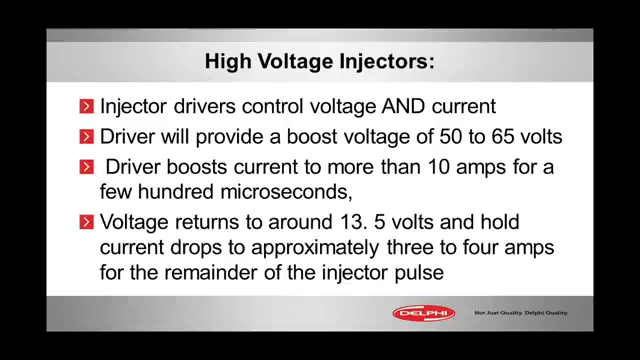 High Voltage Injectors:
Injector drivers control voltage AND current
Driver will provide a boost voltage of 50 to 65 volts
Driver boosts current to more than 10 amps for a
few hundred microseconds,
Voltage returns to around 13. 5 volts and hold
current drops to approximately three to four amps
for the remainder of the injector pulse
DELPHI
Not Just Quality. Delphi Quality.